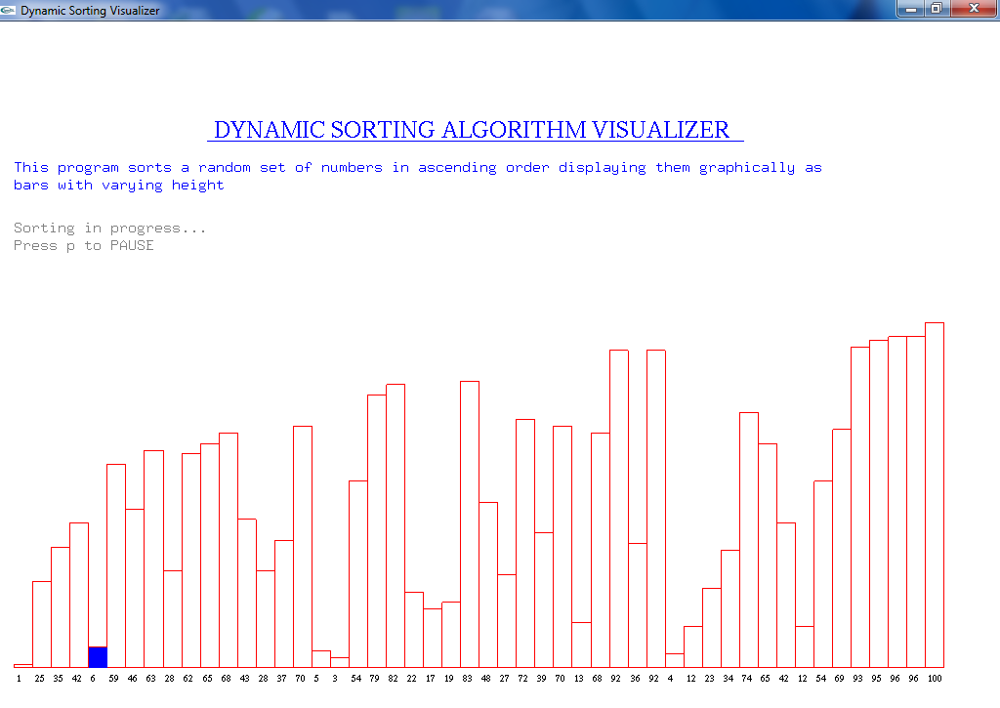 Dynamic Sorting Visualizer
DYNAMIC SORTING ALGORITHM VISUALIZER
This program sorts a random set of numbers in ascending order displaying them graphically as
bars with varying height
Sorting in progress...
Press p to PAUSE
1 25 35 42 6 59 46 63 28 62 65 68 43 28 37 70 5 3 54 79 82 22 17 19 83 48 27 72 39 70 13 68 92 36 92 4 12 23 34 74 65 42 12 54 69 93 95 96 96 100